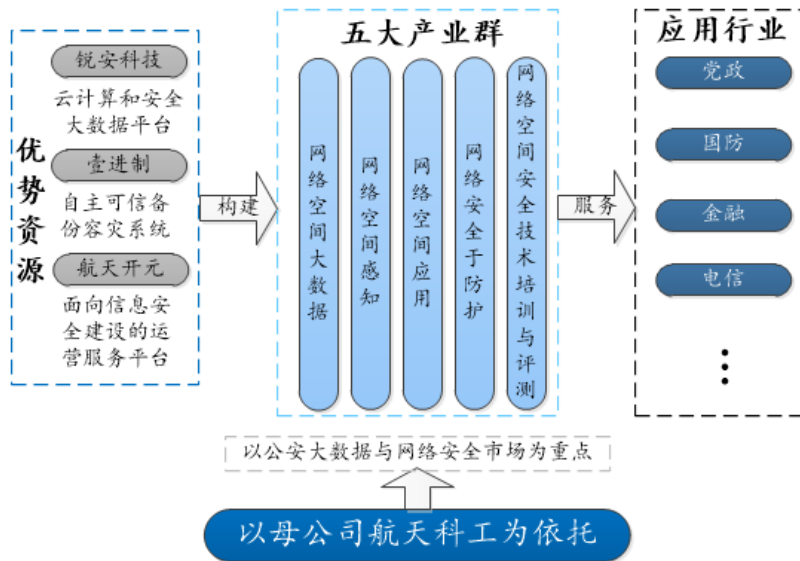 优势资源
锐安科技
云计算和安全
大数据平台
壹进制
自主可信备
份容灾系统
航天开元
面向信息安
全建设的运
营服务平台
构建
五大产业群
网络空间大数据
网络空间感知
网络空间应用
网络安全于防护
网络空间安全技术培训与评测
服务
应用行业
党政
国防
金融
电信
以公安大数据与网络安全市场为重点
以母公司航天科工为依托